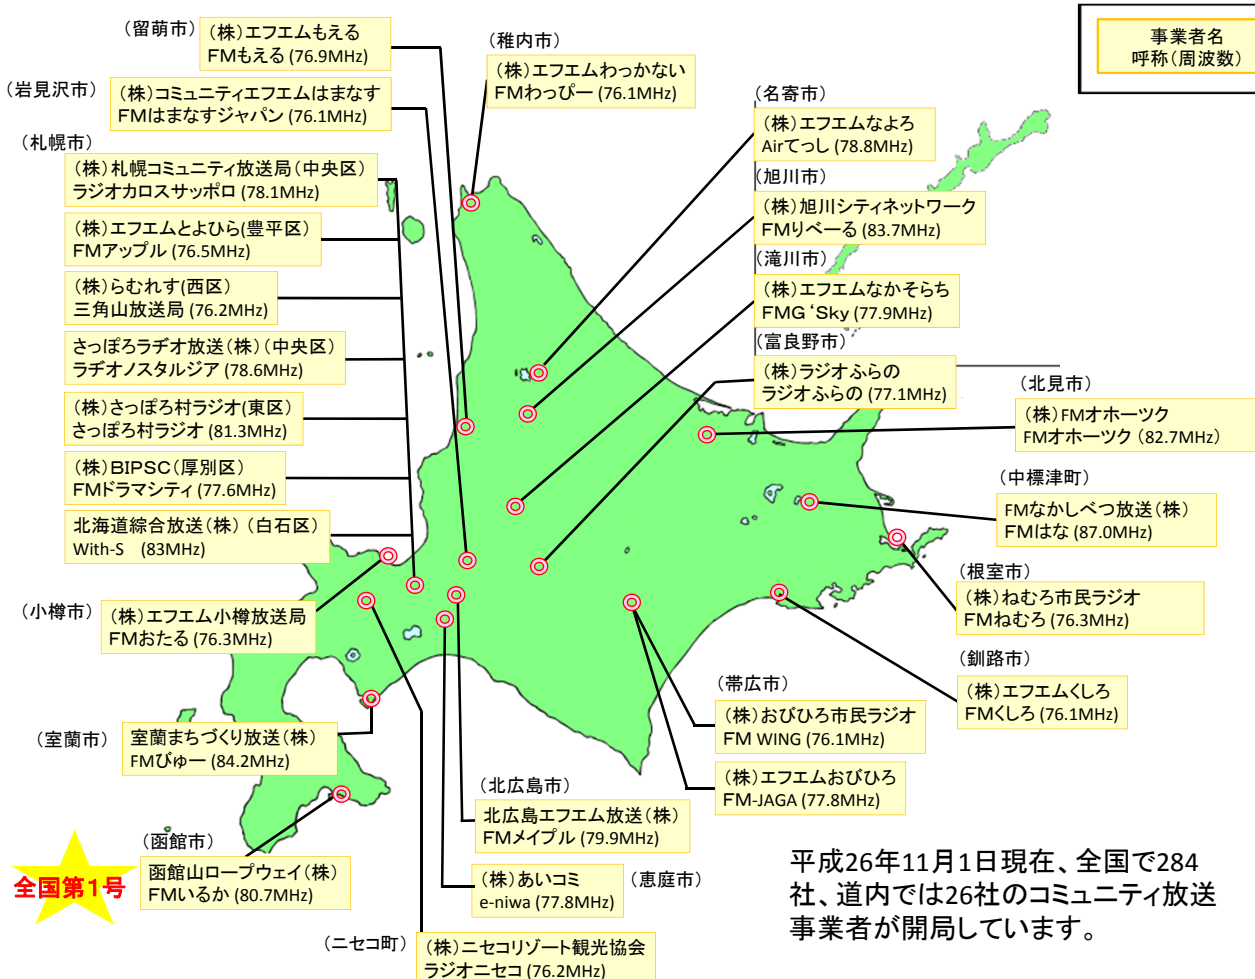 事業者名
呼称(周波数)
(留萌市)
(株)エフエムもえる
FMもえる (76.9MHz)
(稚内市)
(株)エフエムわっかない
FMわっぴー (76.1MHz)
(岩見沢市)
(株)コミュニティエフエムはまなす
FMはまなすジャパン (76.1MHz)
(名寄市)
(株)エフエムなよろ
Airてっし (78.8MHz)
(札幌市)
(株)札幌コミュニティ放送局(中央区)
ラジオカロスサッポロ (78.1MHz)
(旭川市)
(株)旭川シティネットワーク
FMりべーる (83.7MHz)
(株)エフエムとよひら(豊平区)
FMアップル (76.5MHz)
(滝川市)
(株)エフエムなかそらち
FMG‘Sky (77.9MHz)
(株)らむれす(西区)
三角山放送局 (76.2MHz)
(富良野市)
(株)ラジオふらの
ラジオふらの (77.1MHz)
さっぽろラヂオ放送(株)(中央区)
ラヂオノスタルジア (78.6MHz)
(北見市)
(株)FMオホーツク
FMオホーツク (82.7MHz)
(株)さっぽろ村ラジオ(東区)
さっぽろ村ラジオ (81.3MHz)
(株)BIPSC(厚別区)
FMドラマシティ (77.6MHz)
(中標津町)
FMなかしべつ放送(株)
FMはな (87.0MHz)
北海道綜合放送(株) (白石区)
With-S (83MHz)
(根室市)
(株)ねむろ市民ラジオ
FMねむろ (76.3MHz)
(小樽市)
(株)エフエム小樽放送局
FMおたる (76.3MHz)
(釧路市)
(株)エフエムくしろ
FMくしろ (76.1MHz)
(帯広市)
(株)おびひろ市民ラジオ
FM WING (76.1MHz)
(株)エフエムおびひろ
FM-JAGA (77.8MHz)
(室蘭市)
室蘭まちづくり放送(株)
FMびゅー (84.2MHz)
(北広島市)
北広島エフエム放送(株)
FMメイプル (79.9MHz)
(函館市)
函館山ロープウェイ(株)
FMいるか (80.7MHz)
全国第1号
(恵庭市)
(株)あいコミ
e-niwa (77.8MHz)
(ニセコ町)
(株)ニセコリゾート観光協会
ラジオニセコ (76.2MHz)
平成26年11月1日現在、全国で284
社、道内では26社のコミュニティ放送
事業者が開局しています。